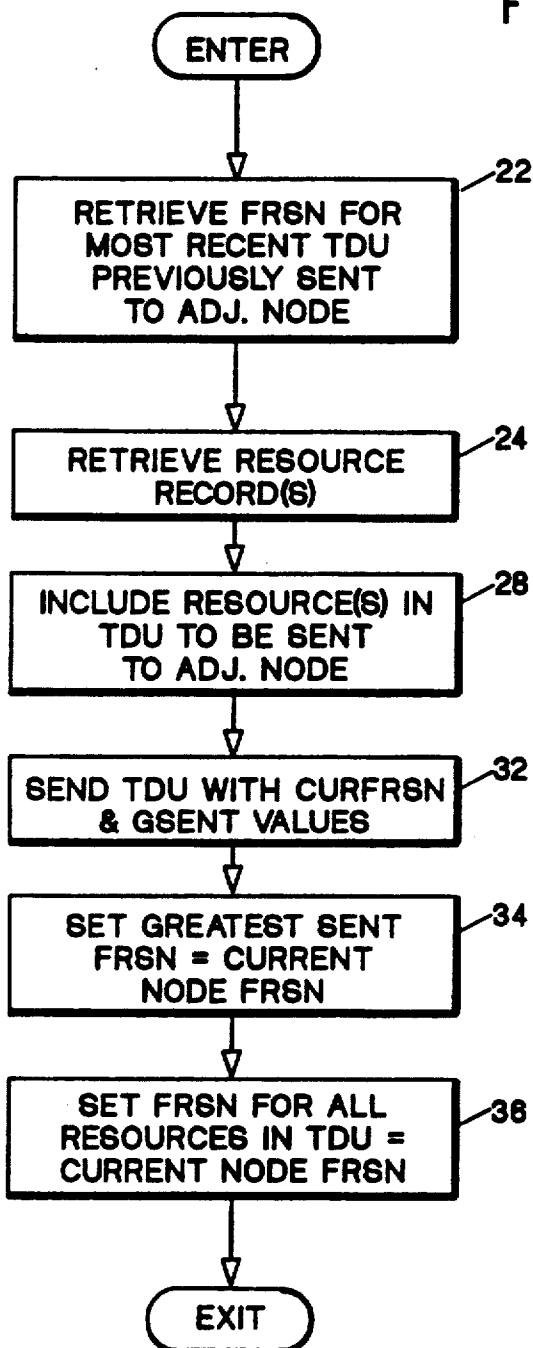 F
ENTER
22
RETRIEVE FRSN FOR
MOST RECENT TDU
PREVIOUSLY SENT
TO ADJ. NODE
24
RETRIEVE RESOURCE
RECORD(S)
28
INCLUDE RESOURCE(S) IN
TDU TO BE SENT
TO ADJ. NODE
32
SEND TDU WITH CURFRSN
& GSENT VALUES
34
SET GREATEST SENT
FRSN = CURRENT
NODE FRSN
36
SET FRSN FOR ALL
RESOURCES IN TDU =
CURRENT NODE FRSN
EXIT